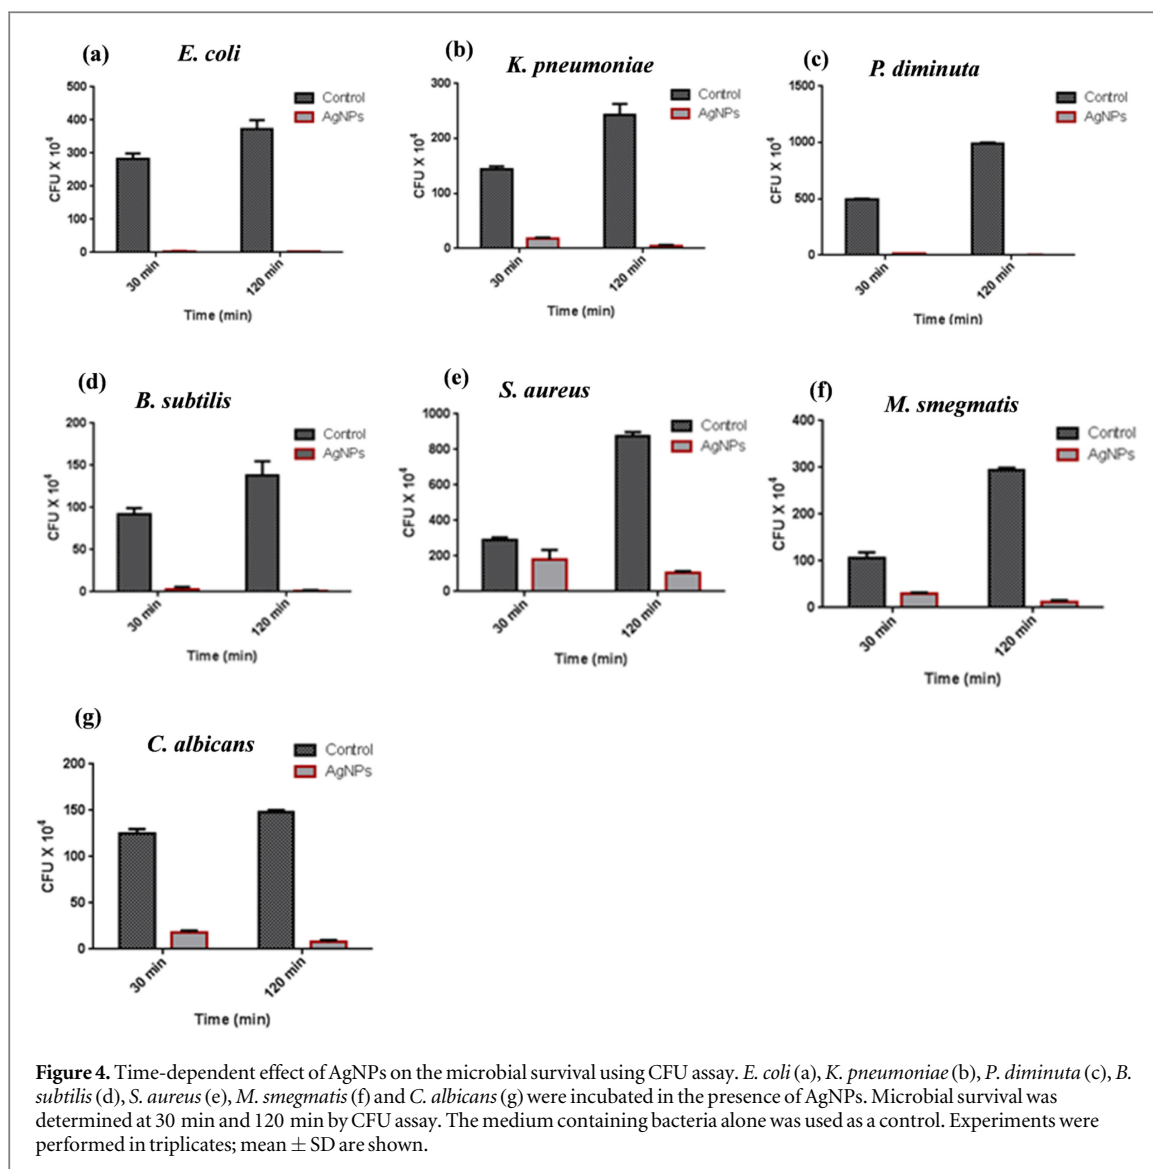 (a) E. coli
500
400
300
200
100
0
CFU X 10⁴
Control
AgNPs
30 min
120 min
Time (min)
(b) K. pneumoniae
300
200
100
0
CFU X 10⁴
Control
AgNPs
30 min
120 min
Time (min)
(c) P. diminuta
1500
1000
500
0
CFU X 10⁴
Control
AgNPs
30 min
120 min
Time (min)
(d) B. subtilis
200
150
100
50
0
CFU X 10⁴
Control
AgNPs
30 min
120 min
Time (min)
(e) S. aureus
1000
800
600
400
200
0
CFU X 10⁴
Control
AgNPs
30 min
120 min
Time (min)
(f) M. smegmatis
400
300
200
100
0
CFU X 10⁴
Control
AgNPs
30 min
120 min
Time (min)
(g) C. albicans
200
150
100
50
0
CFU X 10⁴
Control
AgNPs
30 min
120 min
Time (min)
Figure 4. Time-dependent effect of AgNPs on the microbial survival using CFU assay. E. coli (a), K. pneumoniae (b), P. diminuta (c), B.
subtilis (d), S. aureus (e), M. smegmatis (f) and C. albicans (g) were incubated in the presence of AgNPs. Microbial survival was
determined at 30 min and 120 min by CFU assay. The medium containing bacteria alone was used as a control. Experiments were
performed in triplicates; mean ± SD are shown.